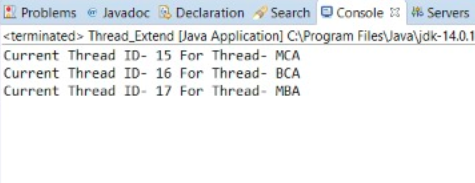 Problems Javadoc Declaration Search Console Servers
<terminated> Thread_Extend [Java Application] C:\Program Files\Java\jdk-14.0.1
Current Thread ID- 15 For Thread- MCA
Current Thread ID- 16 For Thread- BCA
Current Thread ID- 17 For Thread- MBA